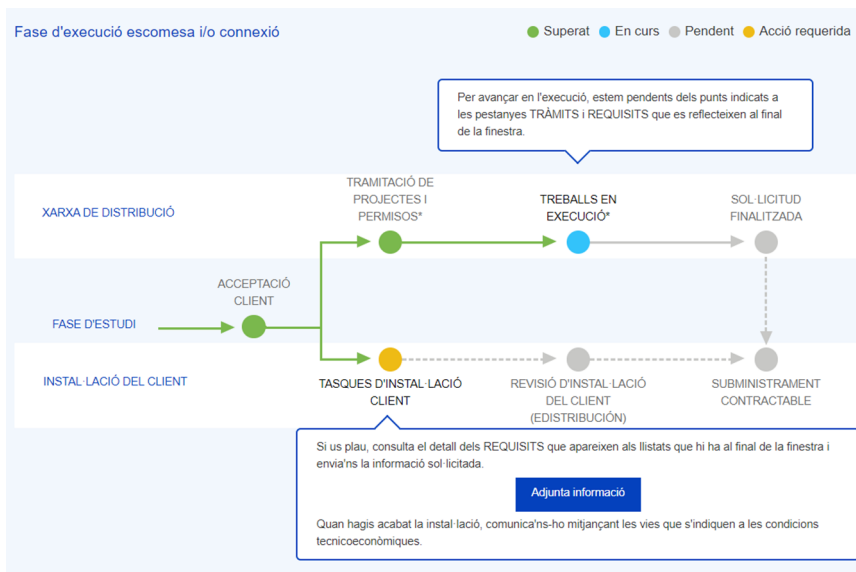 Fase d'execució escomesa i/o connexió
Superat
En curs
Pendent
Acció requerida
Per avançar en l'execució, estem pendents dels punts indicats a
les pestanyes TRÀMITS i REQUISITS que es reflecteixen al final
de la finestra.
XARXA DE DISTRIBUCIÓ
TRAMITACIÓ DE
PROJECTES I
PERMISOS*
TREBALLS EN
EXECUCIÓ*
SOL·LICITUD
FINALITZADA
FASE D'ESTUDI
ACCEPTACIÓ
CLIENT
INSTAL·LACIÓ DEL CLIENT
TASQUES D'INSTAL·LACIÓ
CLIENT
REVISIÓ D'INSTAL·LACIÓ
DEL CLIENT
(EDISTRIBUCIÓN)
SUBMINISTRAMENT
CONTRACTABLE
Si us plau, consulta el detall dels REQUISITS que apareixen als llistats que hi ha al final de la finestra i
envia'ns la informació sol·licitada.
Adjunta informació
Quan hagis acabat la instal·lació, comunica'ns-ho mitjançant les vies que s'indiquen a les condicions
tecnicoeconòmiques.